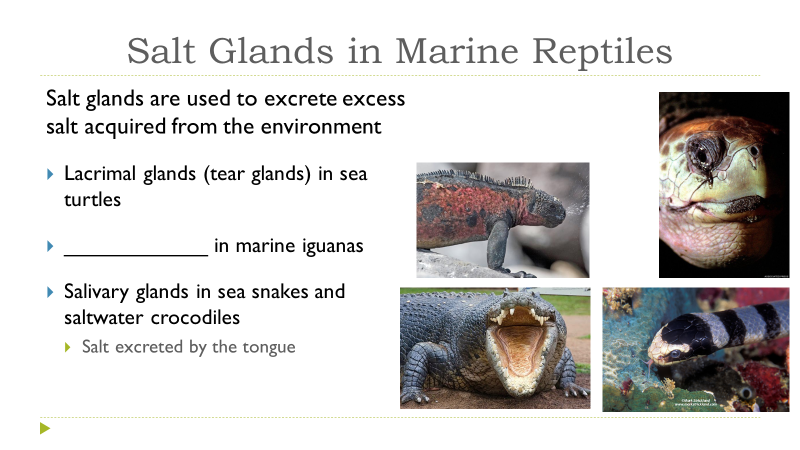 Salt Glands in Marine Reptiles
Salt glands are used to excrete excess
salt acquired from the environment
Lacrimal glands (tear glands) in sea
turtles
_____________ in marine iguanas
Salivary glands in sea snakes and
saltwater crocodiles
Salt excreted by the tongue